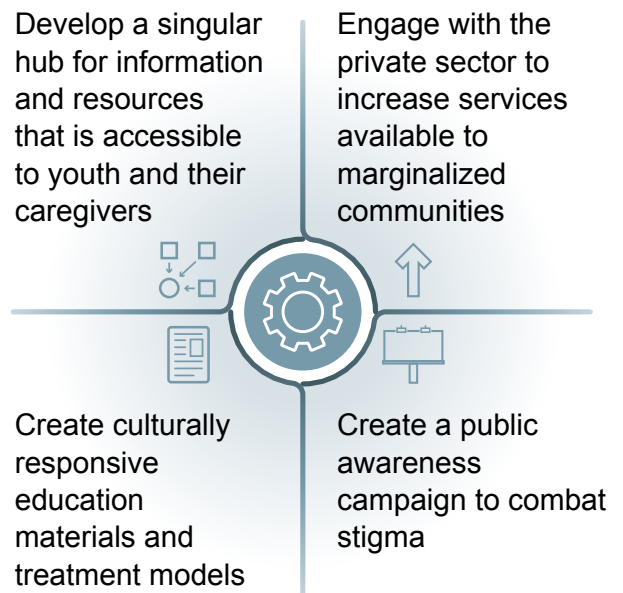 Develop a singular
hub for information
and resources
that is accessible
to youth and their
caregivers
Engage with the
private sector to
increase services
available to
marginalized
communities
Create culturally
responsive
education
materials and
treatment models
Create a public
awareness
campaign to combat
stigma